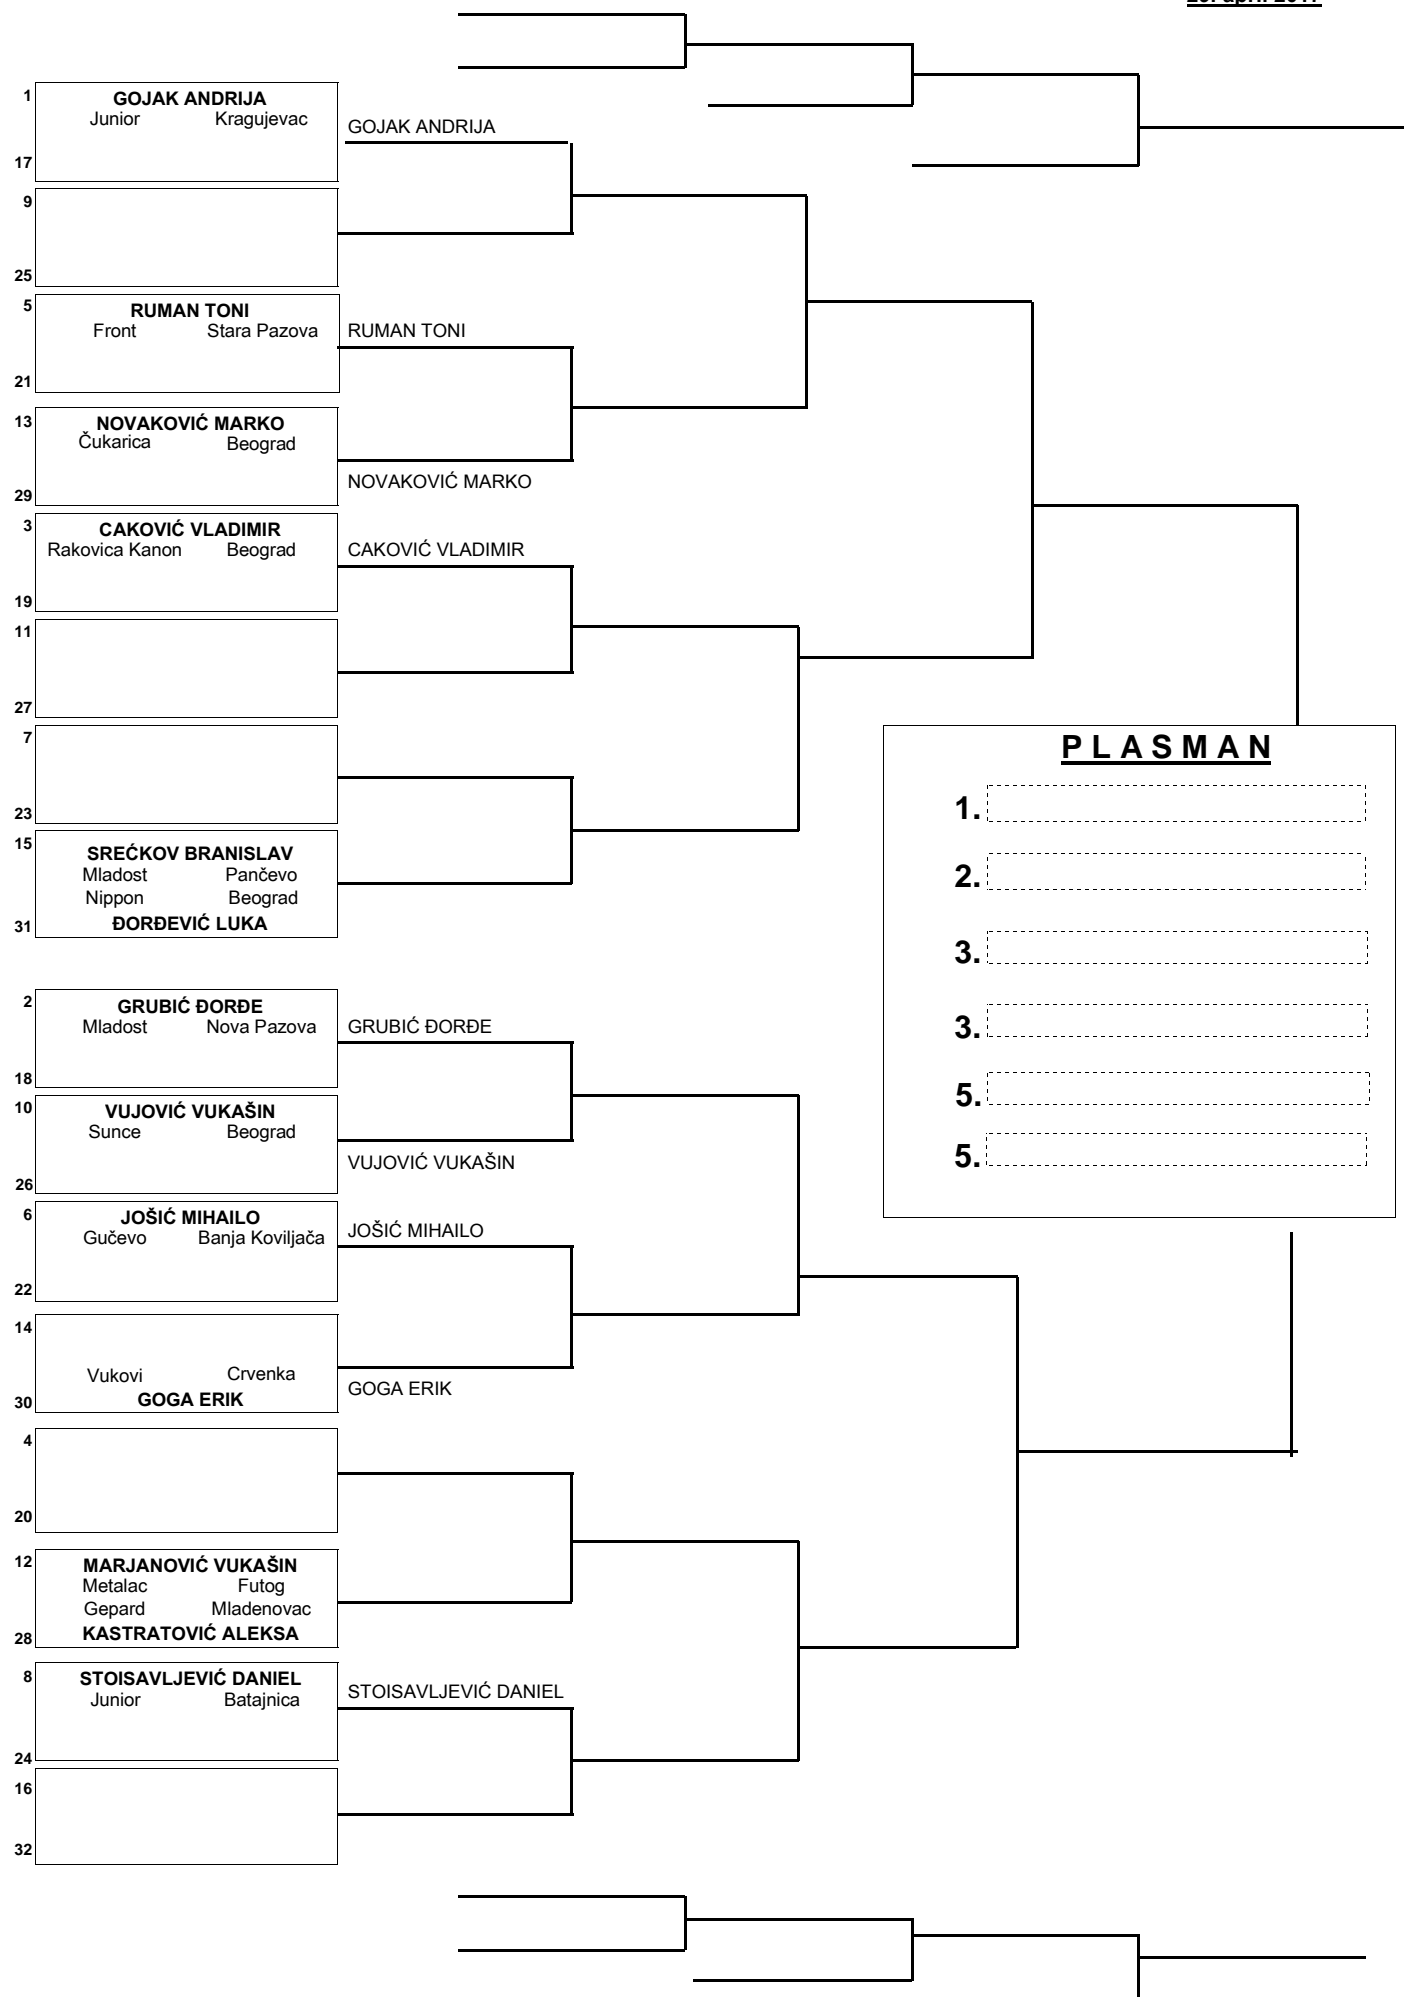 1 GOJAK ANDRIJA
Junior Kragujevac
GOJAK ANDRIJA
17
9
25
5 RUMAN TONI
Front Stara Pazova
RUMAN TONI
21
13 NOVAKOVIĆ MARKO
Čukarica Beograd
NOVAKOVIĆ MARKO
29
3 CAKOVIĆ VLADIMIR
Rakovica Kanon Beograd
CAKOVIĆ VLADIMIR
19
11
27
7
23
15
SREĆKOV BRANISLAV
Mladost Pančevo
Nippon Beograd
31 ĐORĐEVIĆ LUKA
PLASMAN
1.
2.
3.
3.
5.
5.
2 GRUBIĆ ĐORĐE
Mladost Nova Pazova
GRUBIĆ ĐORĐE
18
10 VUJOVIĆ VUKAŠIN
Sunce Beograd
VUJOVIĆ VUKAŠIN
26
6 JOŠIĆ MIHAILO
Gučevo Banja Koviljača
JOŠIĆ MIHAILO
22
14
Vukovi Crvenka
GOGA ERIK
30 GOGA ERIK
4
20
12 MARJANOVIĆ VUKAŠIN
Metalac Futog
Gepard Mladenovac
28 KASTRATOVIĆ ALEKSA
8 STOISAVLJEVIĆ DANIEL
Junior Batajnica
STOISAVLJEVIĆ DANIEL
24
16
32